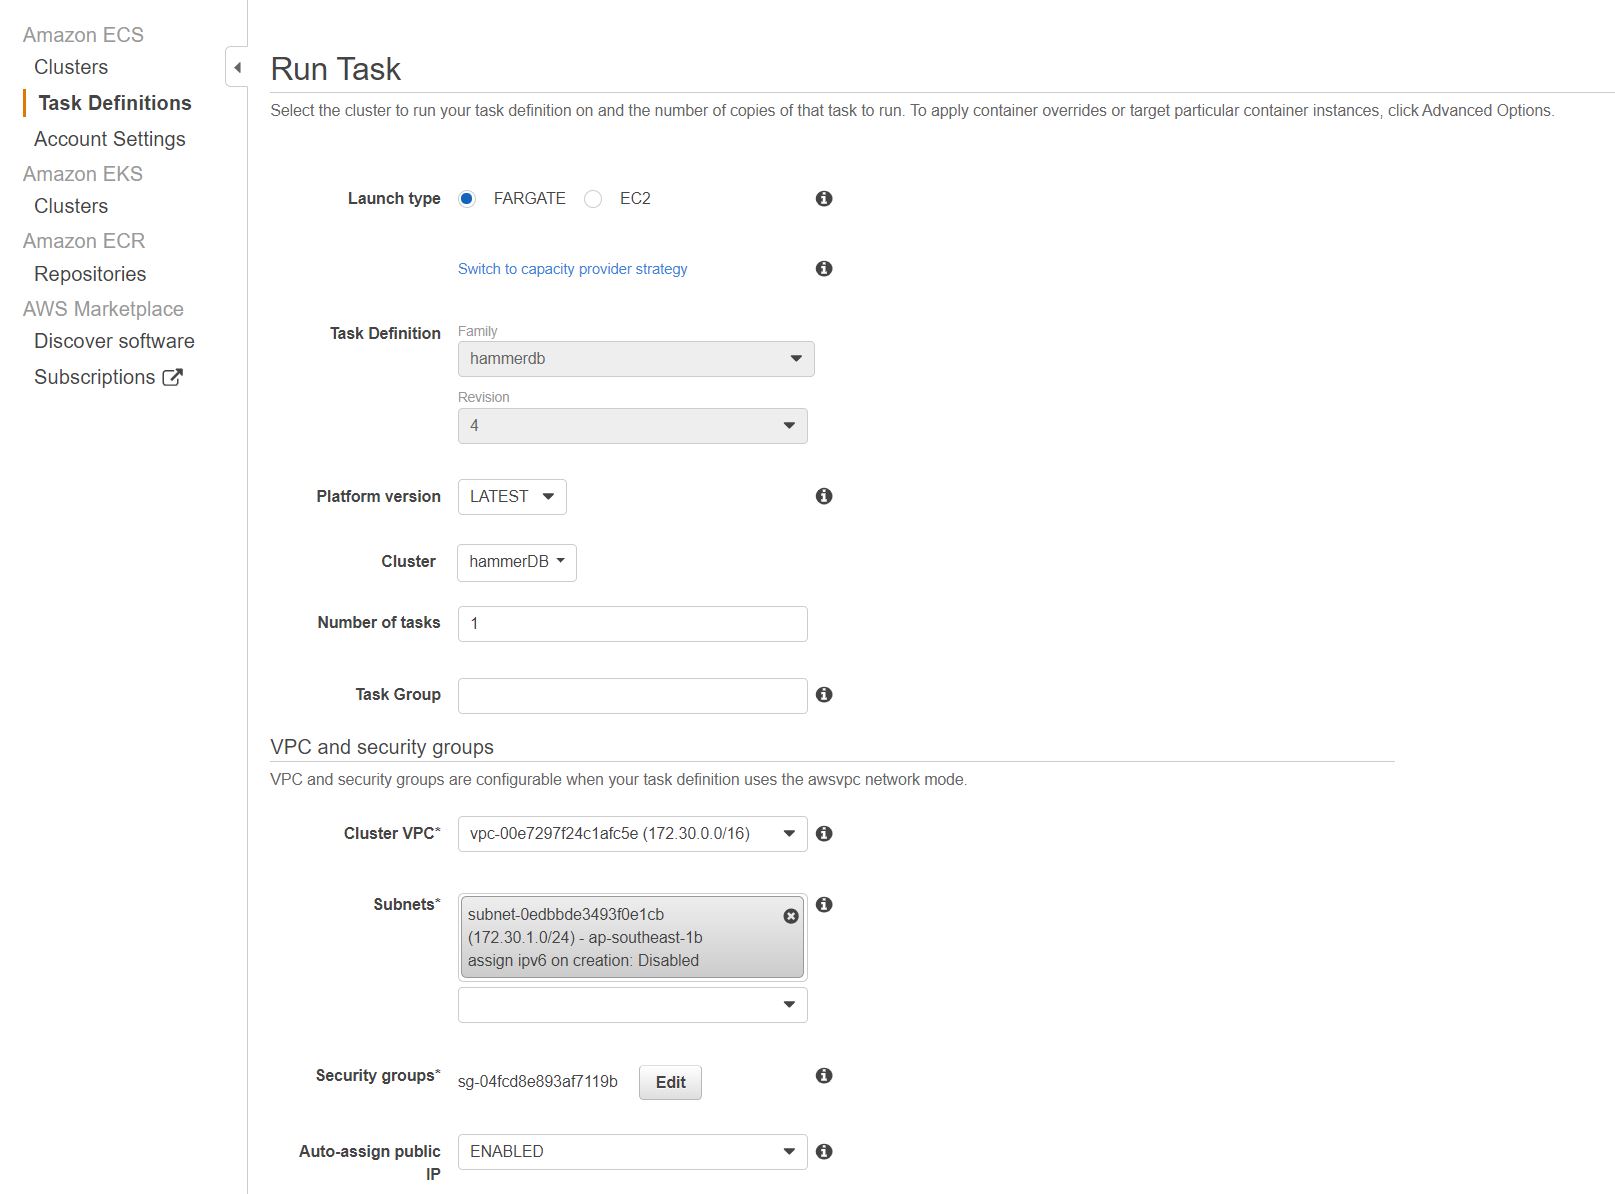 Amazon ECS
Clusters
Task Definitions
Account Settings
Amazon EKS
Clusters
Amazon ECR
Repositories
AWS Marketplace
Discover software
Subscriptions
Run Task
Select the cluster to run your task definition on and the number of copies of that task to run. To apply container overrides or target particular container instances, click Advanced Options.
Launch type FARGATE EC2
Switch to capacity provider strategy
Task Definition Family
hammerdb
Revision
4
Platform version LATEST
Cluster hammerDB
Number of tasks 1
Task Group
VPC and security groups
VPC and security groups are configurable when your task definition uses the awsvpc network mode.
Cluster VPC* vpc-00e7297f24c1afc5e (172.30.0.0/16)
Subnets* subnet-0edbbde3493f0e1cb
(172.30.1.0/24) - ap-southeast-1b
assign ipv6 on creation: Disabled
Security groups* sg-04fcd8e893af7119b Edit
Auto-assign public ENABLED
IP